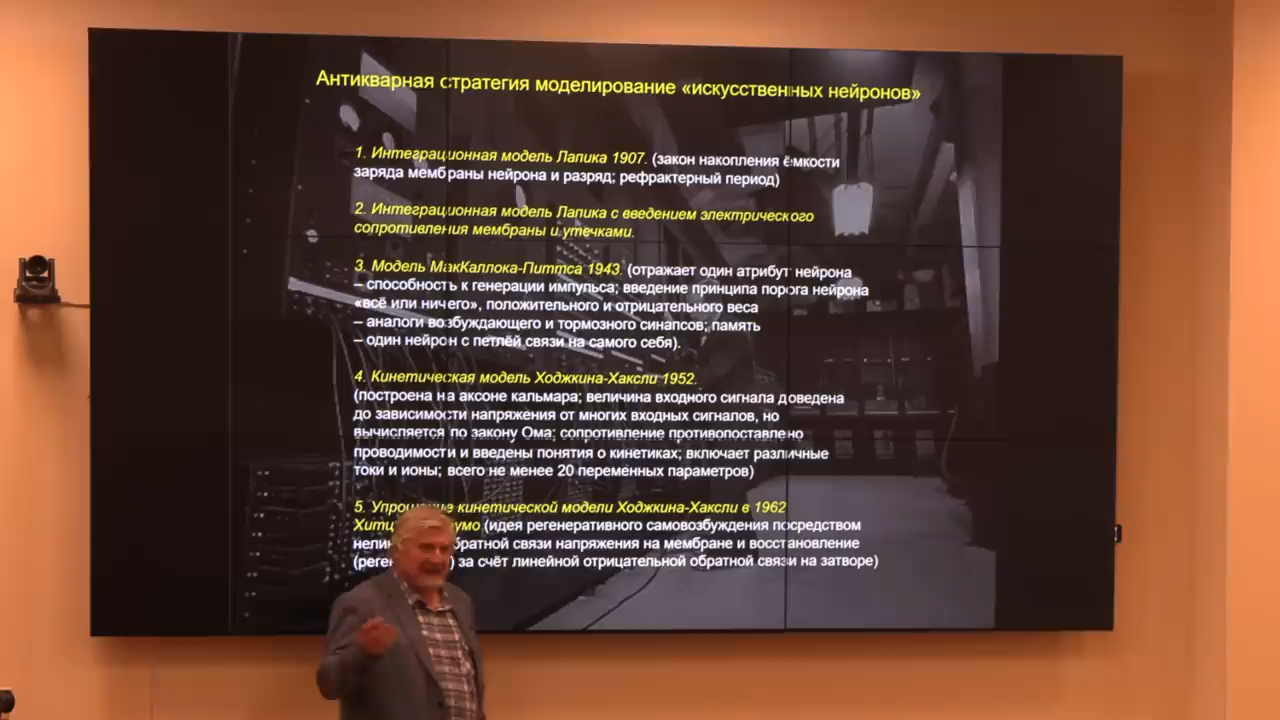 Антикварная стратегия моделирование «искусственных нейронов»
1. Интеграционная модель Лапика 1907. (закон накопления ёмкости
заряда мембраны нейрона и разряд; рефрактерный период)
2. Интеграционная модель Лапика с введением электрического
сопротивления мембраны и утечками.
3. Модель МакКаллока-Питтса 1943. (отражает один атрибут нейрона
– способность к генерации импульса; введение принципа порога нейрона
«всё или ничего», положительного и отрицательного веса
– аналоги возбуждающего и тормозного синапсов; память
– один нейрон с петлёй связи на самого себя).
4. Кинетическая модель Ходжкина-Хаксли 1952.
(построена на аксоне кальмара; величина входного сигнала доведена
до зависимости напряжения от многих входных сигналов, но
вычисляется по закону Ома; сопротивление противопоставлено
проводимости и введены понятия о кинетиках; включает различные
токи и ионы; всего не менее 20 переменных параметров)
5. кинетической модели Ходжкина-Хаксли в 1962
(идея регенеративного самовозбуждения посредством
обратной связи напряжения на мембране и восстановление
за счёт линейной отрицательной обратной связи на затворе)